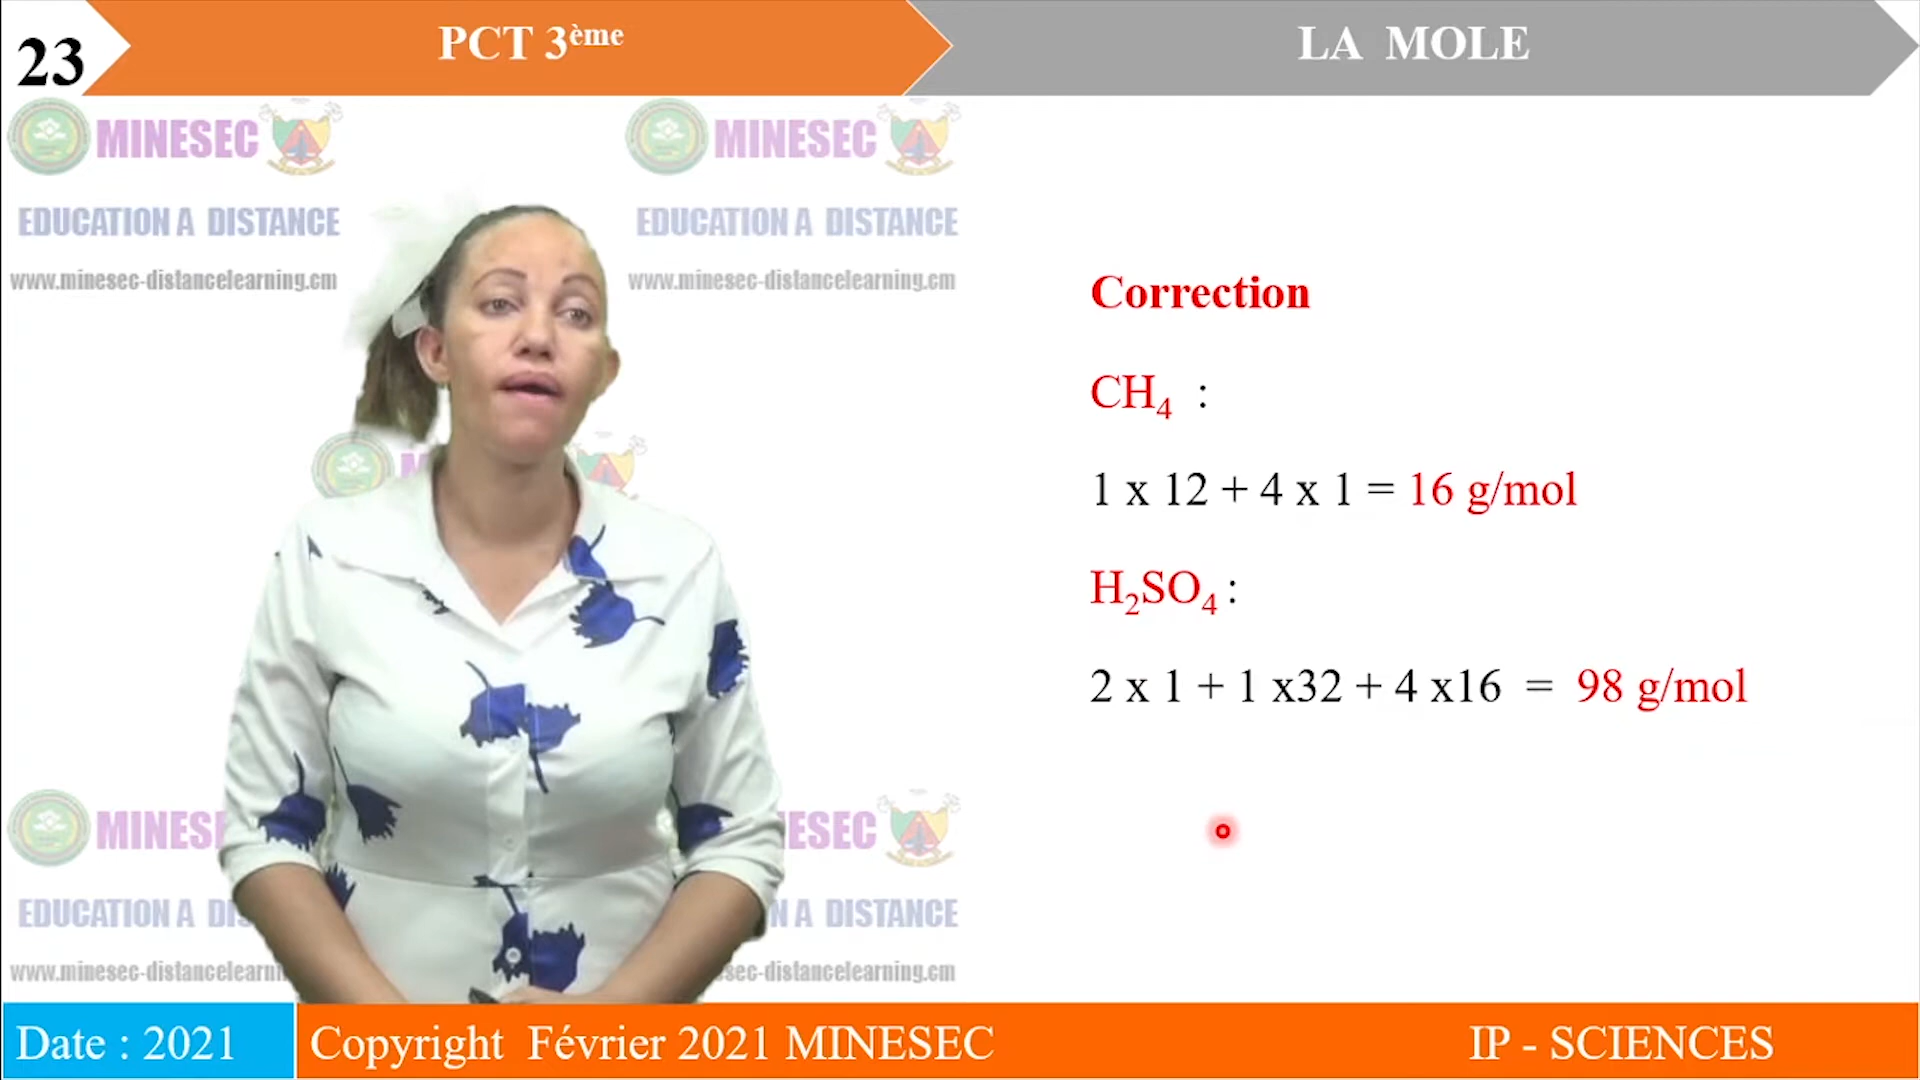 23
PCT 3ème
LA MOLE
MINESEC
MINESEC
EDUCATION A DISTANCE
EDUCATION A DISTANCE
www.minesec-distancelearning.cm
www.minesec-distancelearning.cm
Correction
CH₄ :
1 x 12 + 4 x 1 = 16 g/mol
H₂SO₄ :
2 x 1 + 1 x32 + 4 x16 = 98 g/mol
Date : 2021
Copyright Février 2021 MINESEC
IP - SCIENCES